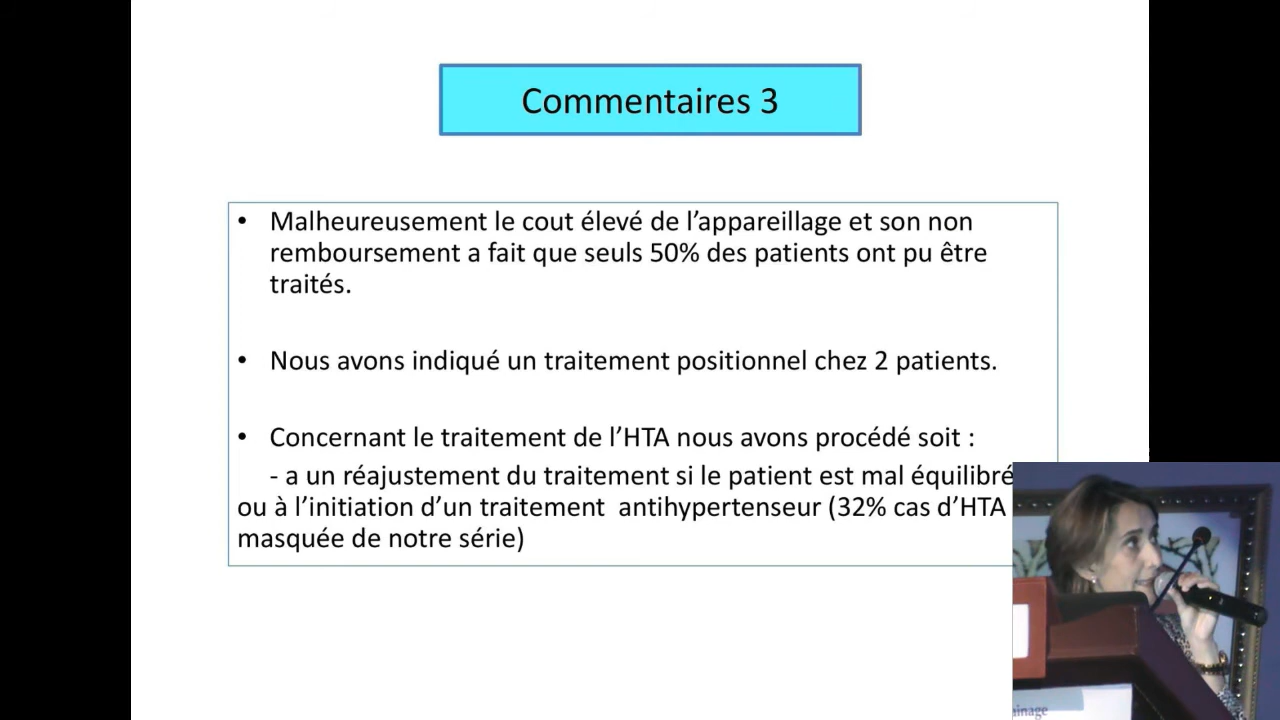 Commentaires 3
• Malheureusement le cout élevé de l’appareillage et son non
remboursement a fait que seuls 50% des patients ont pu être
traités.
• Nous avons indiqué un traitement positionnel chez 2 patients.
• Concernant le traitement de l’HTA nous avons procédé soit :
- a un réajustement du traitement si le patient est mal équilibré
ou à l’initiation d’un traitement antihypertenseur (32% cas d’HTA
masquée de notre série)